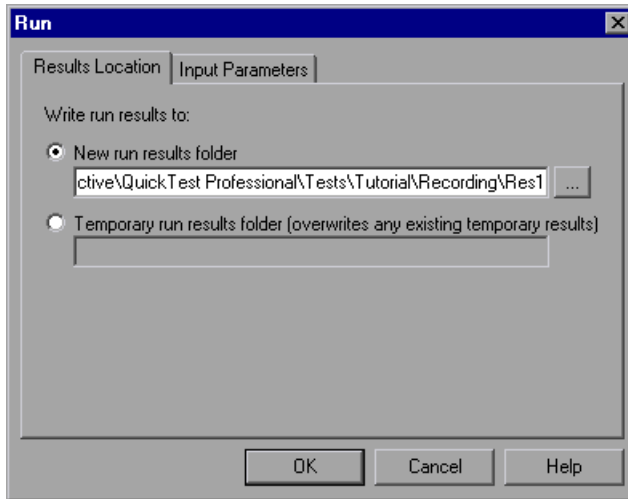 Run
Results Location Input Parameters
Write run results to:
New run results folder
ctive\QuickTest Professional\Tests\Tutorial\Recording\Res1 ...
Temporary run results folder (overwrites any existing temporary results)
OK Cancel Help